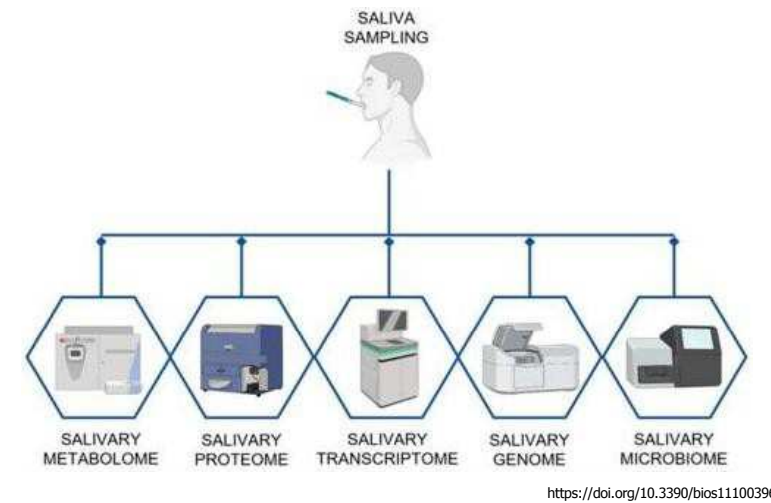 SALIVA
SAMPLING
SALIVARY
METABOLOME
SALIVARY
PROTEOME
SALIVARY
TRANSCRIPTOME
SALIVARY
GENOME
SALIVARY
MICROBIOME